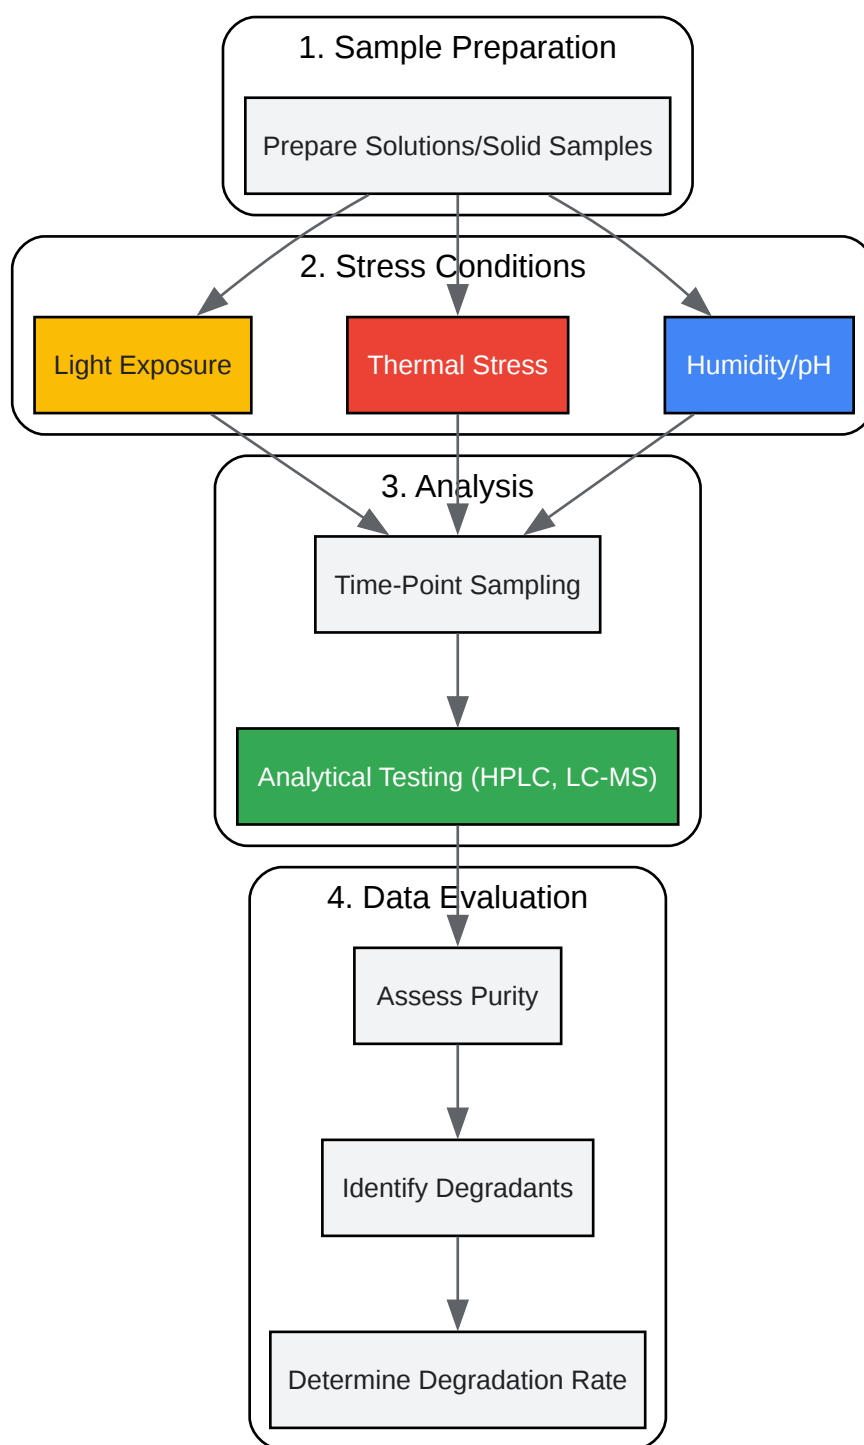 1. Sample Preparation
Prepare Solutions/Solid Samples
2. Stress Conditions
Light Exposure
Thermal Stress
Humidity/pH
3. Analysis
Time-Point Sampling
Analytical Testing (HPLC, LC-MS)
4. Data Evaluation
Assess Purity
Identify Degradants
Determine Degradation Rate